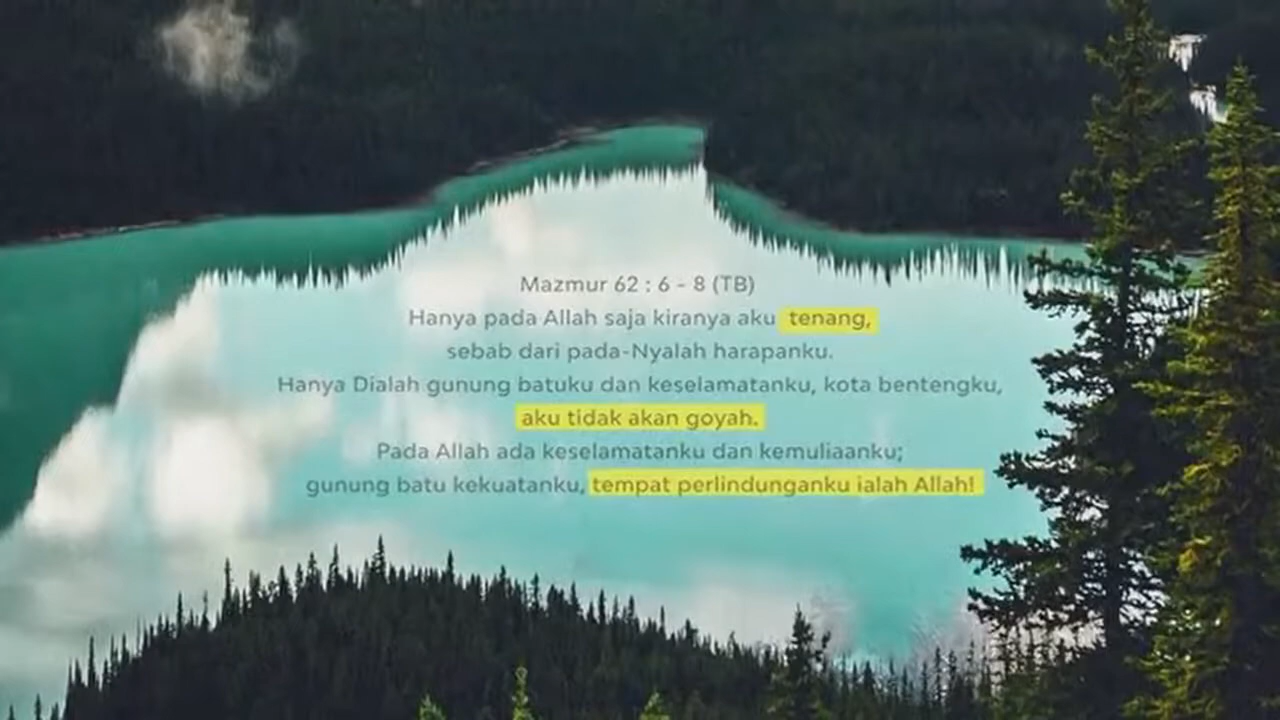 Mazmur 62 : 6 - 8 (TB)
Hanya pada Allah saja kiranya aku tenang,
sebab dari pada-Nyalah harapanku.
Hanya Dialah gunung batuku dan keselamatanku, kota bentengku,
aku tidak akan goyah.
Pada Allah ada keselamatanku dan kemuliaanku;
gunung batu kekuatanku, tempat perlindunganku ialah Allah!